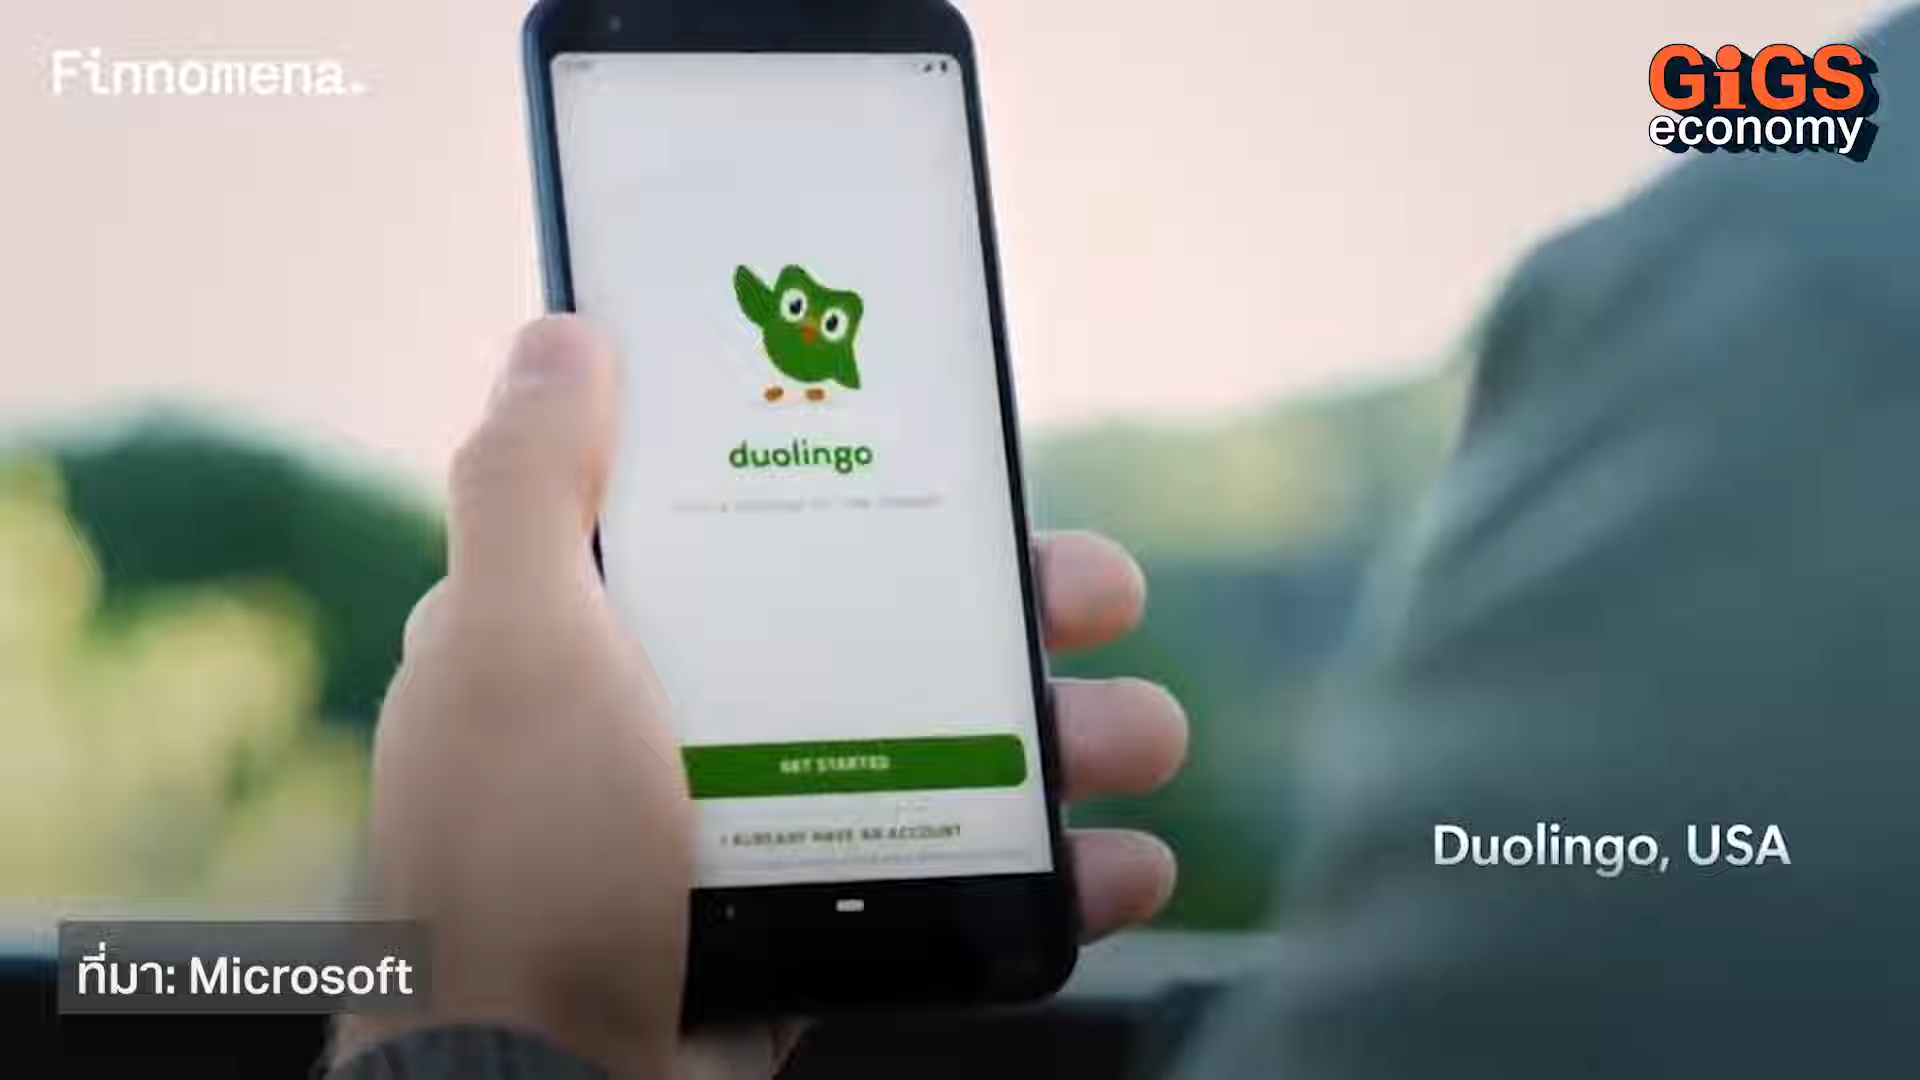 Finnomena.
GiGS
economy
duolingo
GET STARTED
I ALREADY HAVE AN ACCOUNT
Duolingo, USA
ที่มา: Microsoft